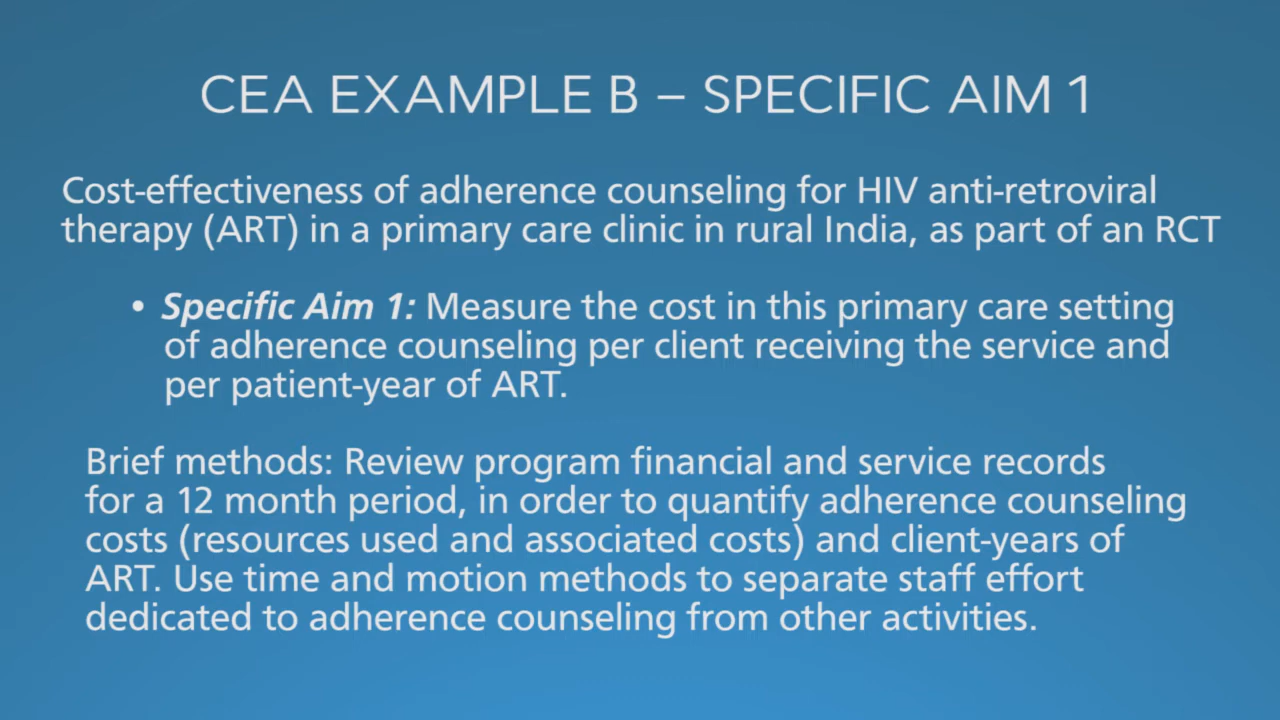 CEA EXAMPLE B – SPECIFIC AIM 1
Cost-effectiveness of adherence counseling for HIV anti-retroviral
therapy (ART) in a primary care clinic in rural India, as part of an RCT
• Specific Aim 1: Measure the cost in this primary care setting
of adherence counseling per client receiving the service and
per patient-year of ART.
Brief methods: Review program financial and service records
for a 12 month period, in order to quantify adherence counseling
costs (resources used and associated costs) and client-years of
ART. Use time and motion methods to separate staff effort
dedicated to adherence counseling from other activities.